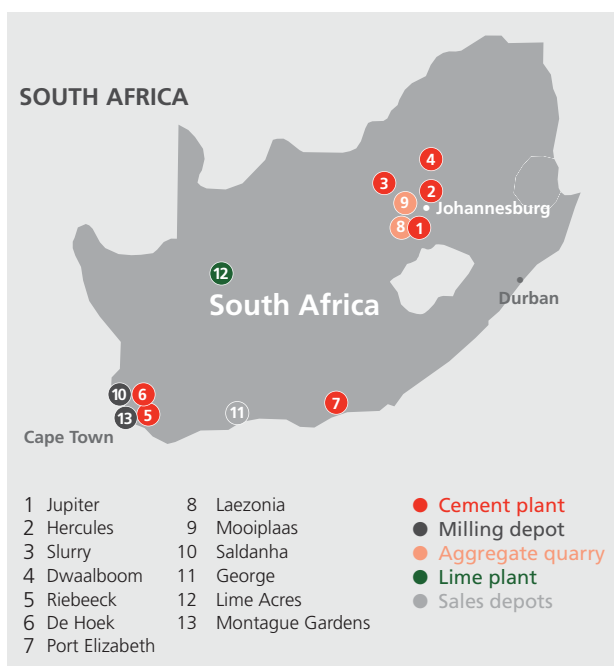 SOUTH AFRICA
4
3
2
9
Johannesburg
8
1
12
South Africa
Durban
10
6
7
13
5
11
Cape Town
1 Jupiter
2 Hercules
3 Slurry
4 Dwaalboom
5 Riebeeck
6 De Hoek
7 Port Elizabeth
8 Laezonia
9 Mooiplaas
10 Saldanha
11 George
12 Lime Acres
13 Montague Gardens
Cement plant
Milling depot
Aggregate quarry
Lime plant
Sales depots